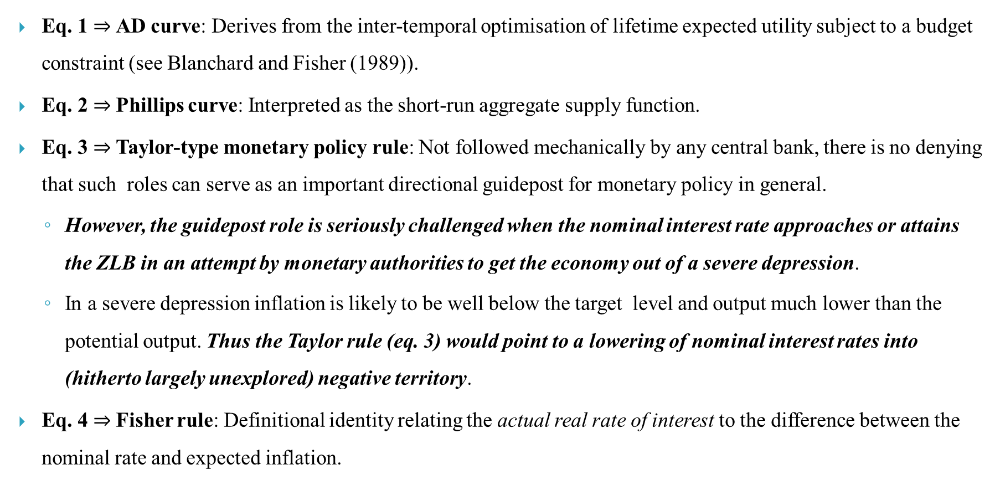 Eq. 1 ⇒ AD curve: Derives from the inter-temporal optimisation of lifetime expected utility subject to a budget
constraint (see Blanchard and Fisher (1989)).
Eq. 2 ⇒ Phillips curve: Interpreted as the short-run aggregate supply function.
Eq. 3 ⇒ Taylor-type monetary policy rule: Not followed mechanically by any central bank, there is no denying
that such roles can serve as an important directional guidepost for monetary policy in general.
However, the guidepost role is seriously challenged when the nominal interest rate approaches or attains
the ZLB in an attempt by monetary authorities to get the economy out of a severe depression.
In a severe depression inflation is likely to be well below the target level and output much lower than the
potential output. Thus the Taylor rule (eq. 3) would point to a lowering of nominal interest rates into
(hitherto largely unexplored) negative territory.
Eq. 4 ⇒ Fisher rule: Definitional identity relating the actual real rate of interest to the difference between the
nominal rate and expected inflation.